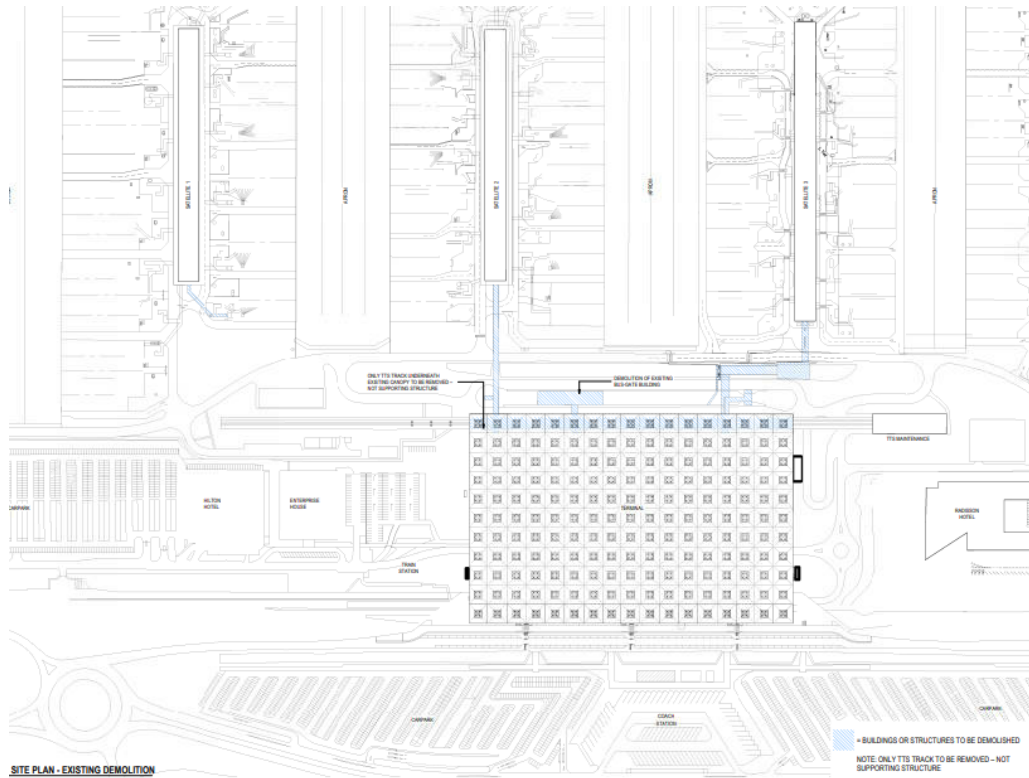 SATELLITE 1
APRON
SATELLITE 2
APRON
SATELLITE 3
APRON
ONLY TTS TRACK UNDERNEATH
EXISTING CANOPY TO BE REMOVED -
NOT SUPPORTING STRUCTURE
DEMOLITION OF EXISTING
BUS-GATE BUILDING
TTS MAINTENANCE
CARPARK
HILTON
HOTEL
ENTERPRISE
HOUSE
TERMINAL
RADISSON
HOTEL
TRAIN
STATION
CARPARK
COACH
STATION
CARPARK
= BUILDINGS OR STRUCTURES TO BE DEMOLISHED
NOTE: ONLY TTS TRACK TO BE REMOVED – NOT
SUPPORTING STRUCTURE
SITE PLAN - EXISTING DEMOLITION